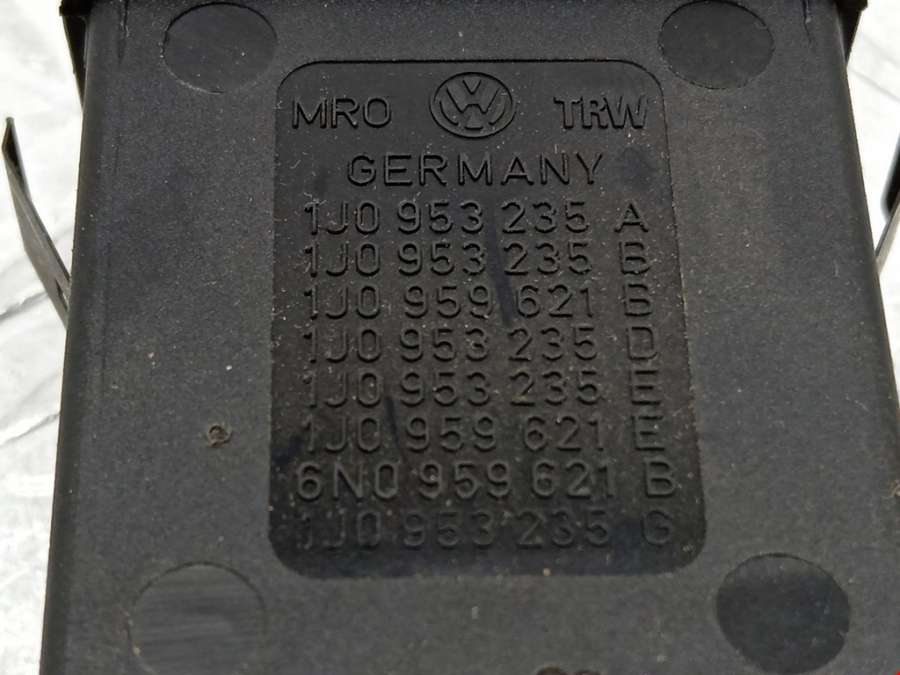 MRO VW TRW
GERMANY
1J0 953 235 A
1J0 953 235 B
1J0 959 621 B
1J0 953 235 D
1J0 953 235 E
1J0 959 621 E
6N0 959 621 B
1J0 953 235 G